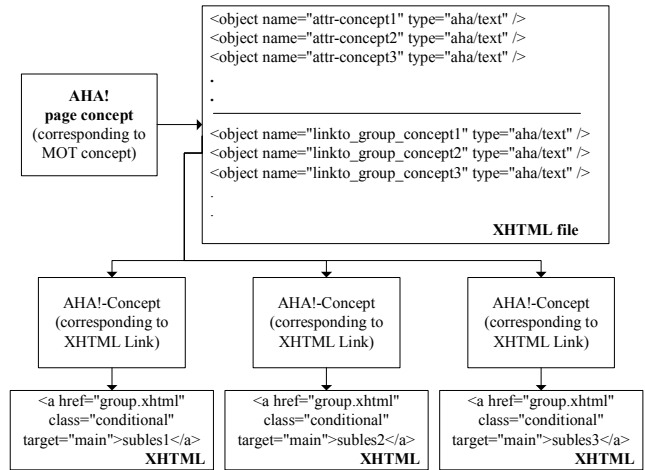 <object name="attr-concept1" type="aha/text" />
<object name="attr-concept2" type="aha/text" />
<object name="attr-concept3" type="aha/text" />
.
.
AHA!
page concept
(corresponding to
MOT concept)
<object name="linkto_group_concept1" type="aha/text" />
<object name="linkto_group_concept2" type="aha/text" />
<object name="linkto_group_concept3" type="aha/text" />
.
.
XHTML file
AHA!-Concept
(corresponding to
XHTML Link)
AHA!-Concept
(corresponding to
XHTML Link)
AHA!-Concept
(corresponding to
XHTML Link)
<a href="group.xhtml"
class="conditional"
target="main">subles1</a>
XHTML
<a href="group.xhtml"
class="conditional"
target="main">subles2</a>
XHTML
<a href="group.xhtml"
class="conditional"
target="main">subles3</a>
XHTML